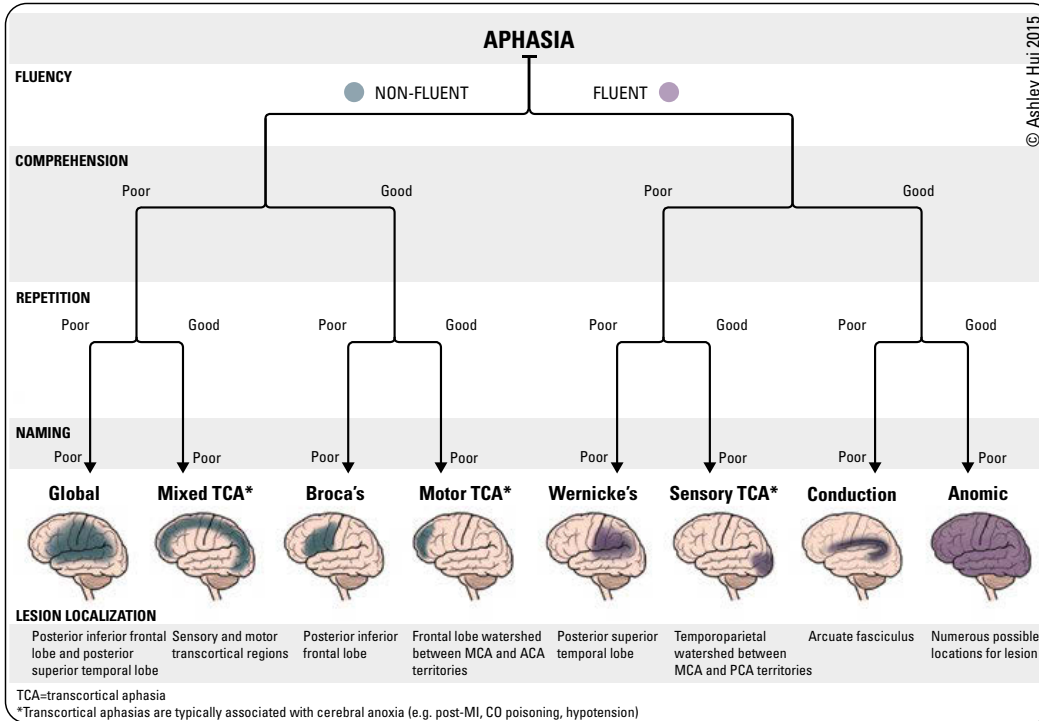 APHASIA
© Ashley Hui 2015
FLUENCY
NON-FLUENT FLUENT
COMPREHENSION
Poor Good Poor Good
REPETITION
Poor Good Poor Good Poor Good Poor Good
NAMING
Poor Poor Poor Poor Poor Poor Poor Poor
Global Mixed TCA* Broca's Motor TCA* Wernicke's Sensory TCA* Conduction Anomic
LESION LOCALIZATION
Posterior inferior frontal
lobe and posterior
superior temporal lobe
Sensory and motor
transcortical regions
Posterior inferior
frontal lobe
Frontal lobe watershed
between MCA and ACA
territories
Posterior superior
temporal lobe
Temporoparietal
watershed between
MCA and PCA territories
Arcuate fasciculus
Numerous possible
locations for lesion
TCA=transcortical aphasia
*Transcortical aphasias are typically associated with cerebral anoxia (e.g. post-MI, CO poisoning, hypotension)